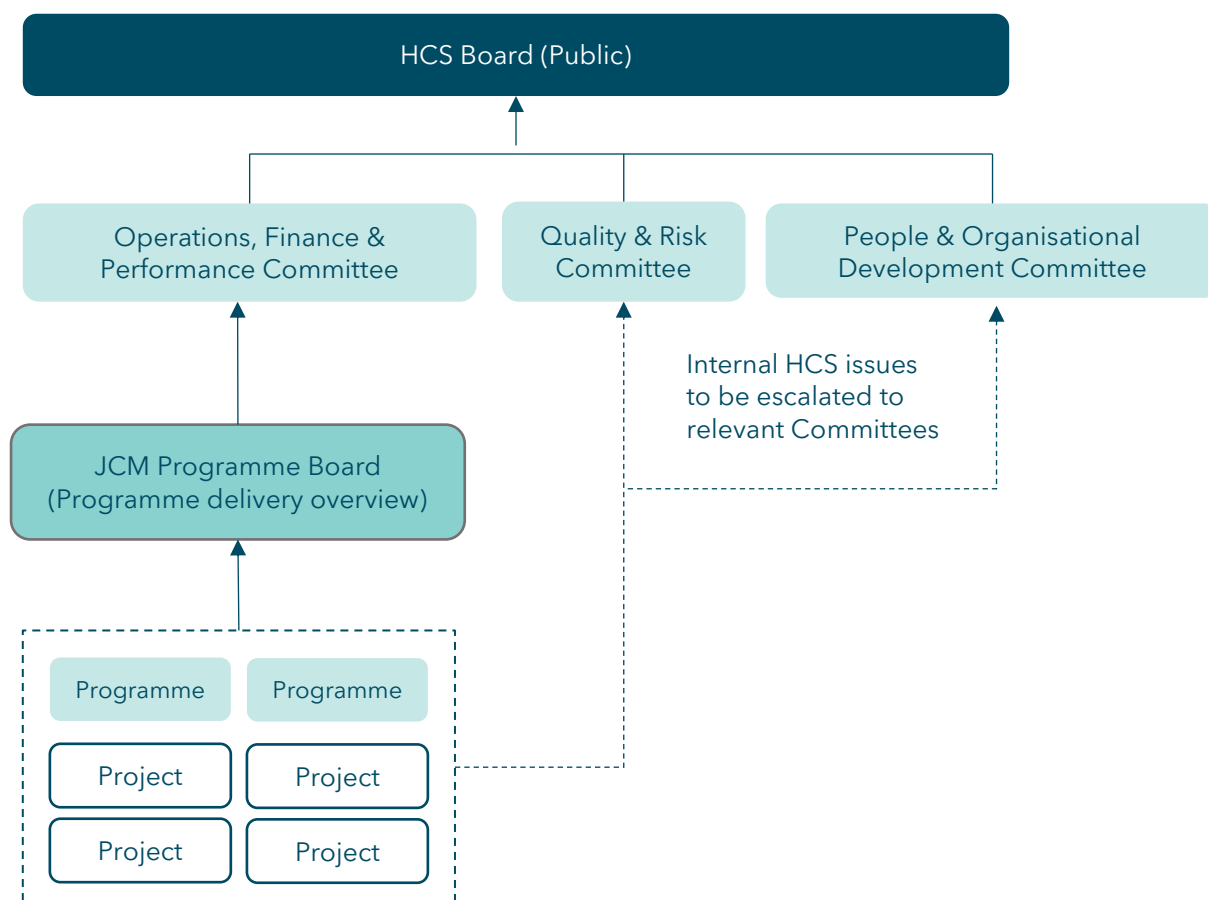 HCS Board (Public)
Operations, Finance &
Performance Committee
Quality & Risk
Committee
People & Organisational
Development Committee
Internal HCS issues
to be escalated to
relevant Committees
JCM Programme Board
(Programme delivery overview)
Programme
Programme
Project
Project
Project
Project